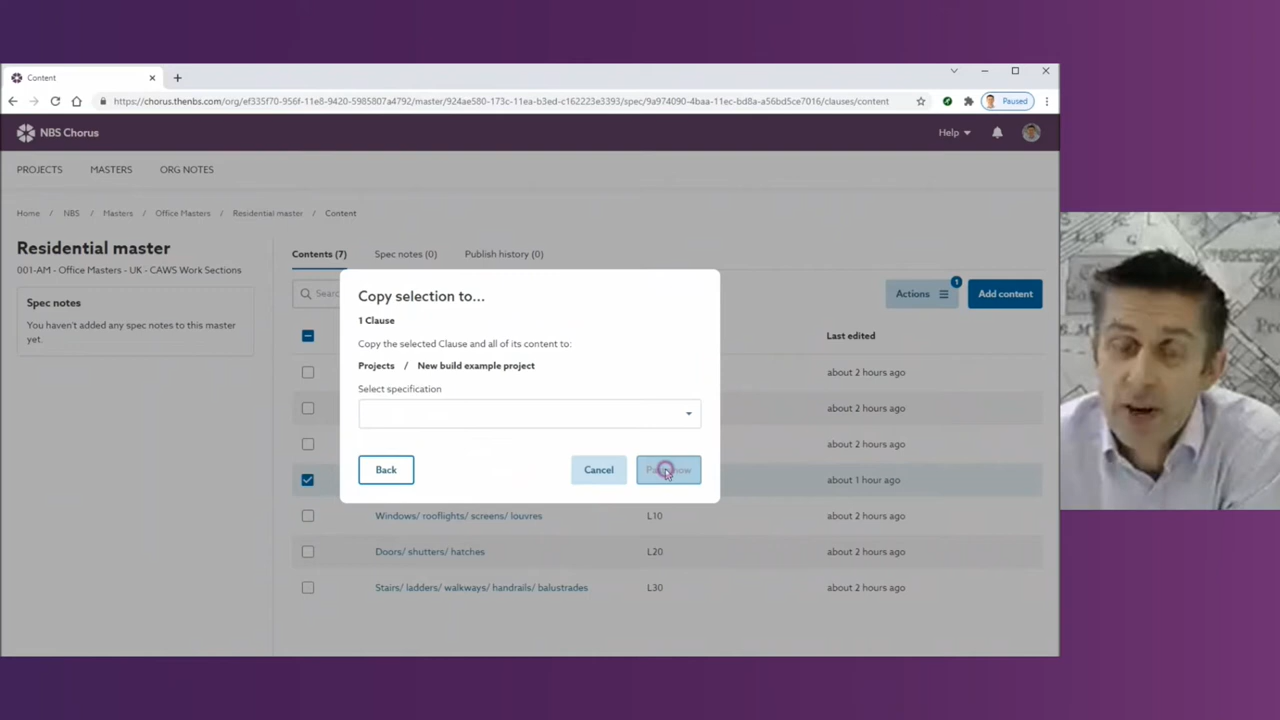 Content
https://chorus.thenbs.com/org/ef335f70-956f-11e8-9420-5985807a4792/master/924ae580-173c-11ea-b3ed-c162223e3393/spec/9a974090-4baa-11ec-bd8a-a56bd5ce7016/clauses/content
Paused
NBS Chorus
Help
PROJECTS MASTERS ORG NOTES
Home / NBS / Masters / Office Masters / Residential master / Content
Residential master
001-AM - Office Masters - UK - CAWS Work Sections
Spec notes
You haven't added any spec notes to this master
yet.
Contents (7) Spec notes (0) Publish history (0)
Sear
Actions
1
Add content
Last edited
about 2 hours ago
about 2 hours ago
about 2 hours ago
about 1 hour ago
Windows/ rooflights/ screens/ louvres L10 about 2 hours ago
Doors/ shutters/ hatches L20 about 2 hours ago
Stairs/ ladders/ walkways/ handrails/ balustrades L30 about 2 hours ago
Copy selection to...
1 Clause
Copy the selected Clause and all of its content to:
Projects / New build example project
Select specification
Back Cancel